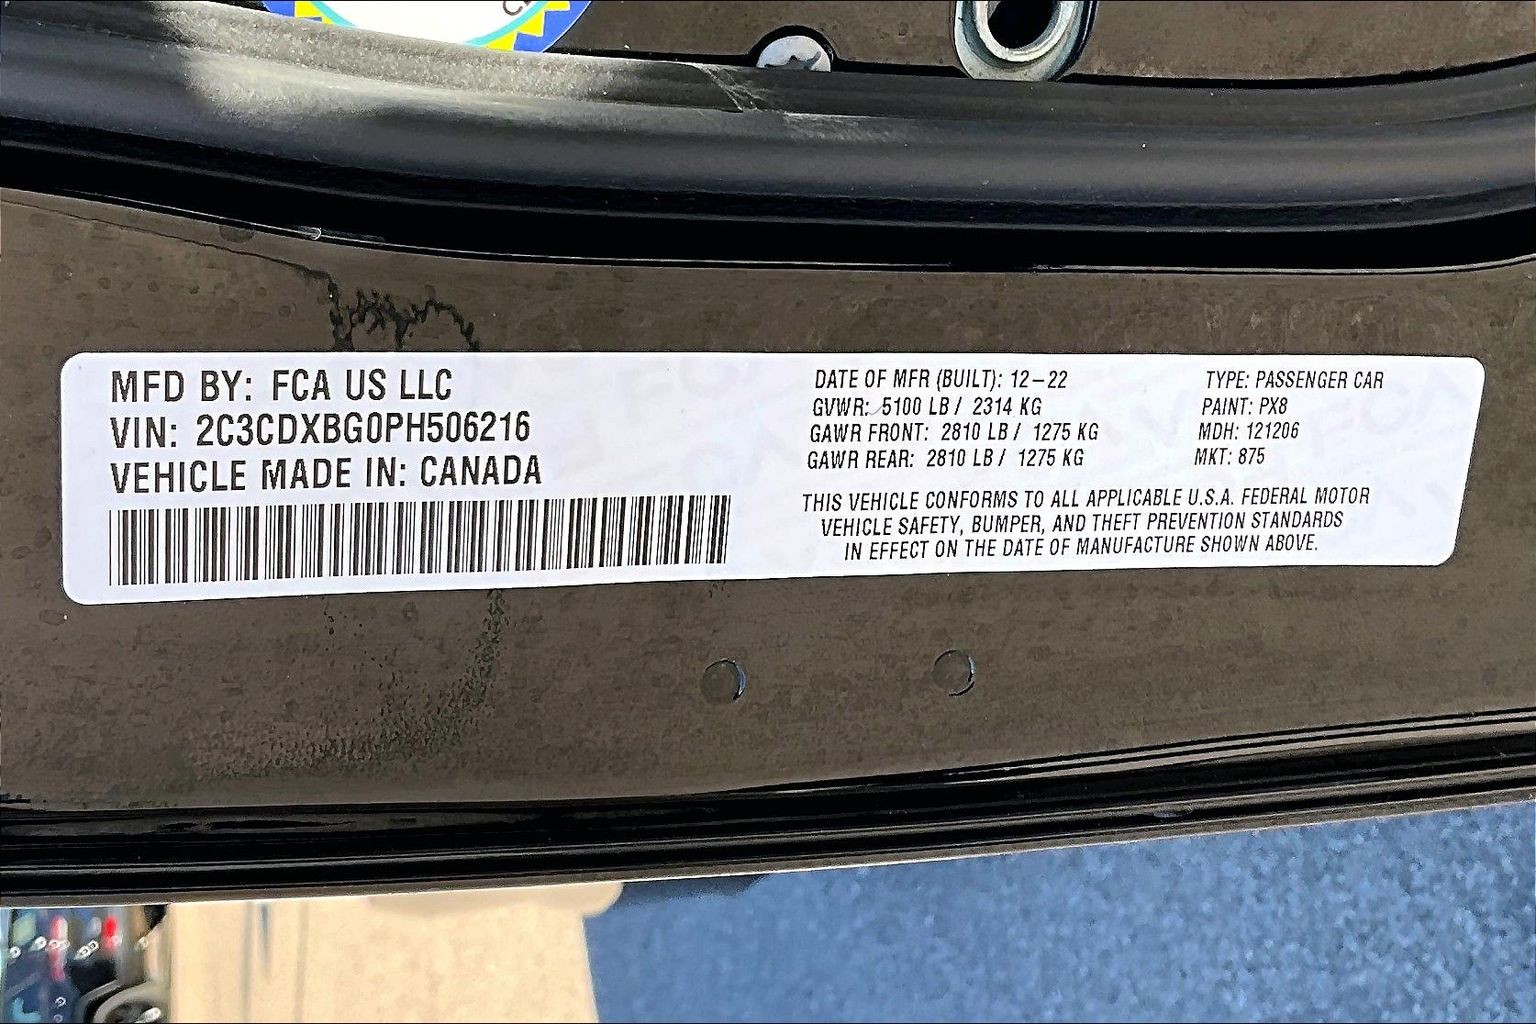 MFD BY: FCA US LLC
VIN: 2C3CDXBG0PH506216
VEHICLE MADE IN: CANADA
DATE OF MFR (BUILT): 12-22
GVWR: 5100 LB / 2314 KG
GAWR FRONT: 2810 LB / 1275 KG
GAWR REAR: 2810 LB / 1275 KG
TYPE: PASSENGER CAR
PAINT: PX8
MDH: 121206
MKT: 875
THIS VEHICLE CONFORMS TO ALL APPLICABLE U.S.A. FEDERAL MOTOR
VEHICLE SAFETY, BUMPER, AND THEFT PREVENTION STANDARDS
IN EFFECT ON THE DATE OF MANUFACTURE SHOWN ABOVE.